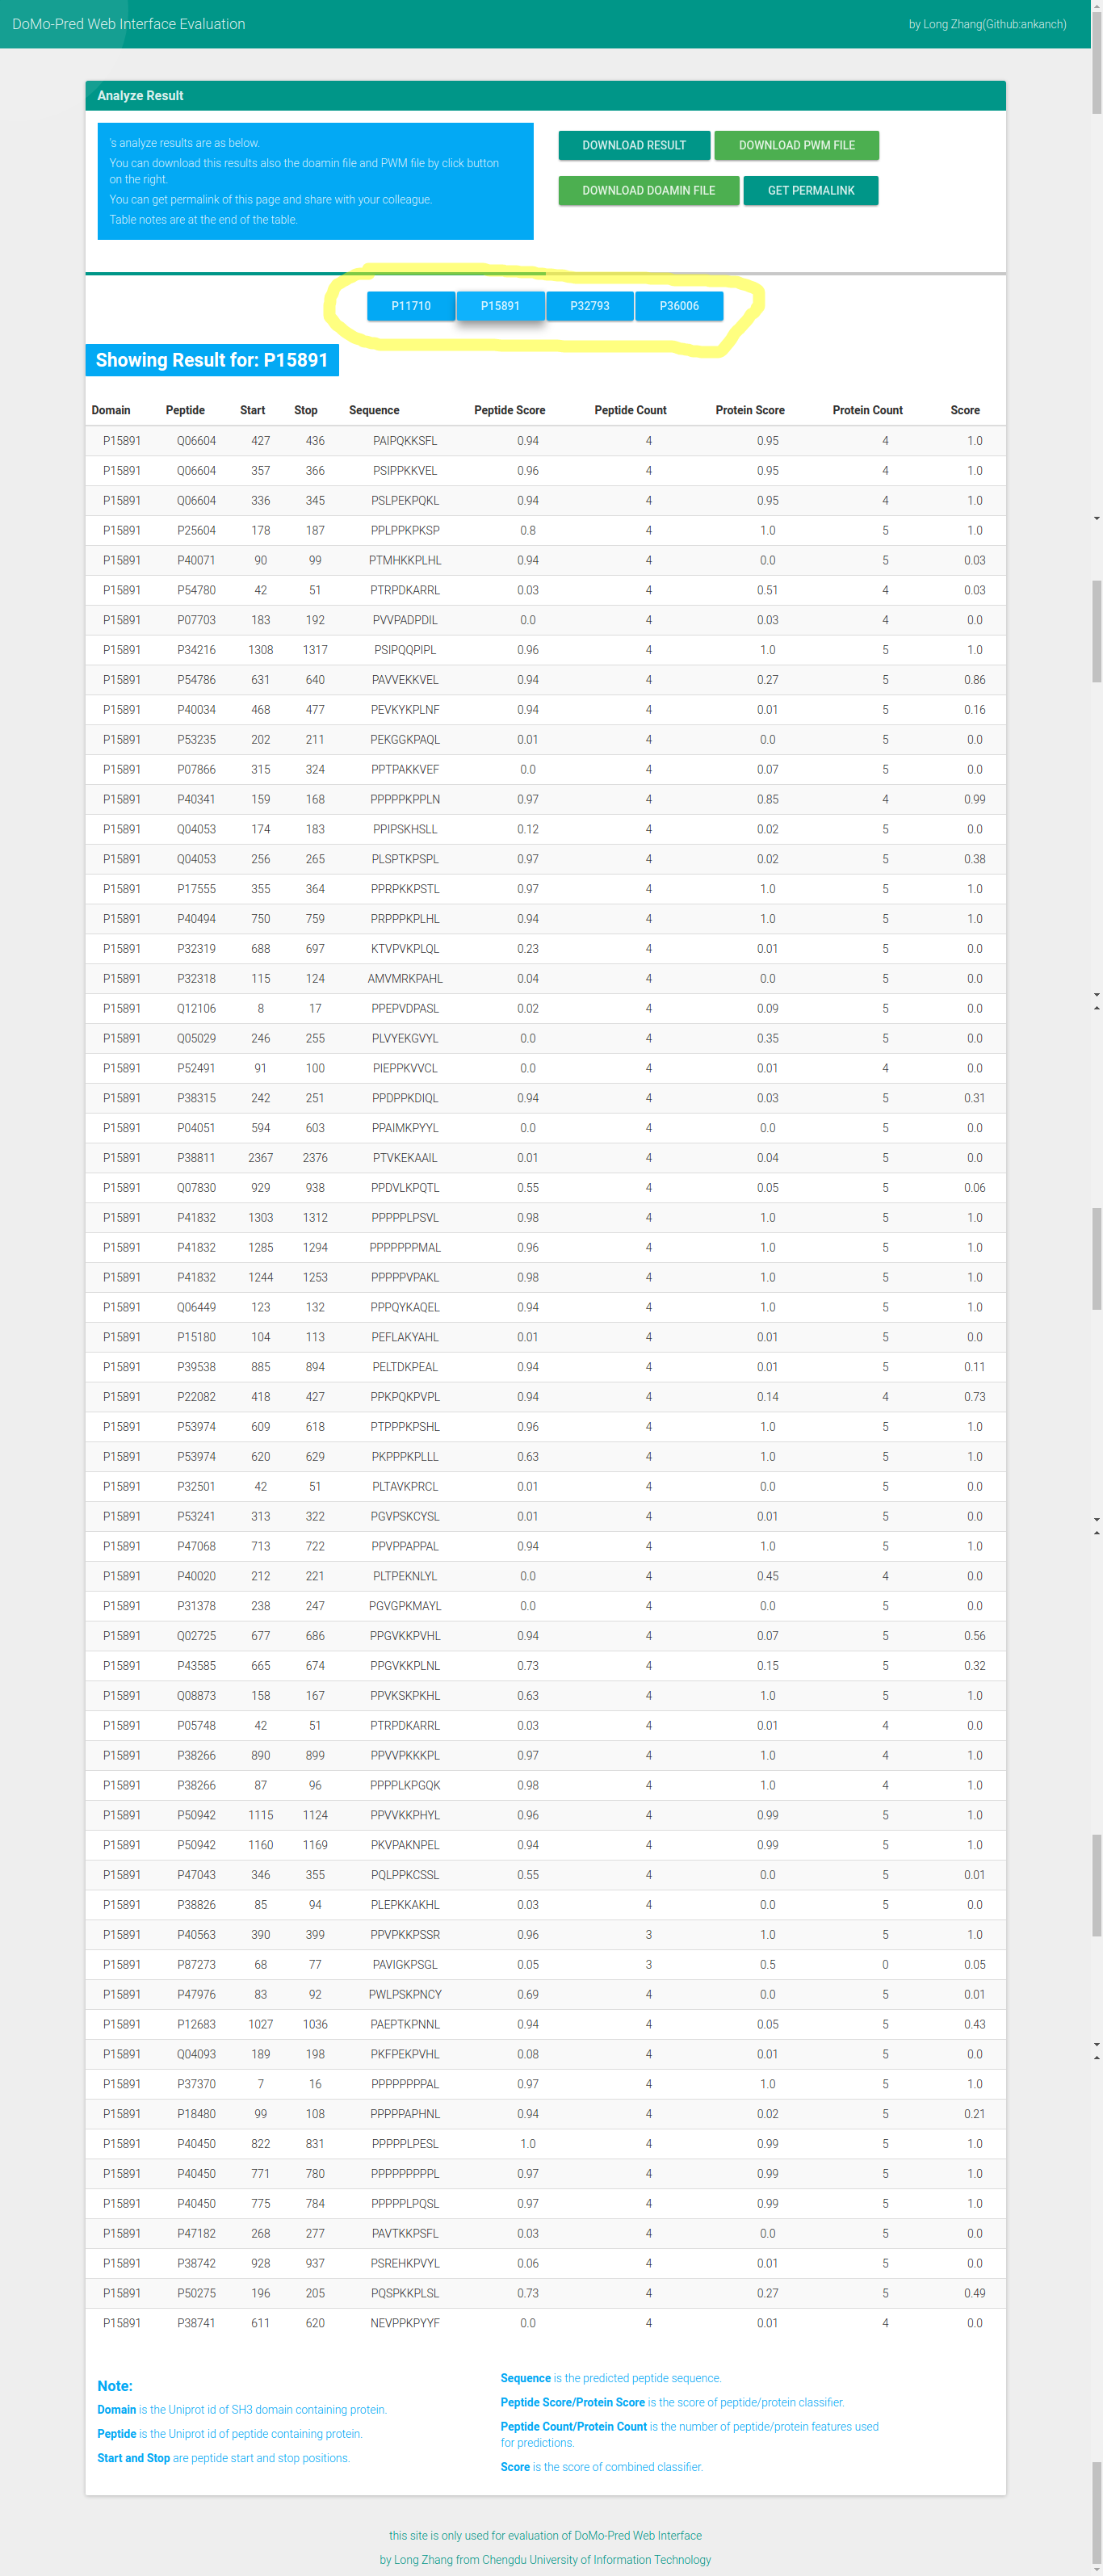 DoMo-Pred Web Interface Evaluation
by Long Zhang(Github:ankanch)
Analyze Result
's analyze results are as below.
You can download this results also the doamin file and PWM file by click button
on the right.
You can get permalink of this page and share with your colleague.
Table notes are at the end of the table.
DOWNLOAD RESULT DOWNLOAD PWM FILE
DOWNLOAD DOAMIN FILE GET PERMALINK
P11710 P15891 P32793 P36006
Showing Result for: P15891
Domain Peptide Start Stop Sequence Peptide Score Peptide Count Protein Score Protein Count Score
P15891 Q06604 427 436 PAIPQKKSFL 0.94 4 0.95 4 1.0
P15891 Q06604 357 366 PSIPPKKVEL 0.96 4 0.95 4 1.0
P15891 Q06604 336 345 PSLPEKPQKL 0.94 4 0.95 4 1.0
P15891 P25604 178 187 PPLPPKPKSP 0.8 4 1.0 5 1.0
P15891 P40071 90 99 PTMHKKPLHL 0.94 4 0.0 5 0.03
P15891 P54780 42 51 PTRPDKARRL 0.03 4 0.51 4 0.03
P15891 P07703 183 192 PVVPADPDIL 0.0 4 0.03 4 0.0
P15891 P34216 1308 1317 PSIPQQPIPL 0.96 4 1.0 5 1.0
P15891 P54786 631 640 PAVVEKKVEL 0.94 4 0.27 5 0.86
P15891 P40034 468 477 PEVKYKPLNF 0.94 4 0.01 5 0.16
P15891 P53235 202 211 PEKGGKPAQL 0.01 4 0.0 5 0.0
P15891 P07866 315 324 PPTPAKKVEF 0.0 4 0.07 5 0.0
P15891 P40341 159 168 PPPPPKPPLN 0.97 4 0.85 4 0.99
P15891 Q04053 174 183 PPIPSKHSLL 0.12 4 0.02 5 0.0
P15891 Q04053 256 265 PLSPTKPSPL 0.97 4 0.02 5 0.38
P15891 P17555 355 364 PPRPKKPSTL 0.97 4 1.0 5 1.0
P15891 P40494 750 759 PRPPPKPLHL 0.94 4 1.0 5 1.0
P15891 P32319 688 697 KTVPVKPLQL 0.23 4 0.01 5 0.0
P15891 P32318 115 124 AMVMRKPAHL 0.04 4 0.0 5 0.0
P15891 Q12106 8 17 PPEPVDPASL 0.02 4 0.09 5 0.0
P15891 Q05029 246 255 PLVYEKGVYL 0.0 4 0.35 5 0.0
P15891 P52491 91 100 PIEPPKVVCL 0.0 4 0.01 4 0.0
P15891 P38315 242 251 PPDPPKDIQL 0.94 4 0.03 5 0.31
P15891 P04051 594 603 PPAIMKPYYL 0.0 4 0.0 5 0.0
P15891 P38811 2367 2376 PTVKEKAAIL 0.01 4 0.04 5 0.0
P15891 Q07830 929 938 PPDVLKPQTL 0.55 4 0.05 5 0.06
P15891 P41832 1303 1312 PPPPPLPSVL 0.98 4 1.0 5 1.0
P15891 P41832 1285 1294 PPPPPPPMAL 0.96 4 1.0 5 1.0
P15891 P41832 1244 1253 PPPPPVPAKL 0.98 4 1.0 5 1.0
P15891 Q06449 123 132 PPPQYKAQEL 0.94 4 1.0 5 1.0
P15891 P15180 104 113 PEFLAKYAHL 0.01 4 0.01 5 0.0
P15891 P39538 885 894 PELTDKPEAL 0.94 4 0.01 5 0.11
P15891 P22082 418 427 PPKPQKPVPL 0.94 4 0.14 4 0.73
P15891 P53974 609 618 PTPPPKPSHL 0.96 4 1.0 5 1.0
P15891 P53974 620 629 PKPPPKPLLL 0.63 4 1.0 5 1.0
P15891 P32501 42 51 PLTAVKPRCL 0.01 4 0.0 5 0.0
P15891 P53241 313 322 PGVPSKCYSL 0.01 4 0.01 5 0.0
P15891 P47068 713 722 PPVPPAPPAL 0.94 4 1.0 5 1.0
P15891 P40020 212 221 PLTPEKNLYL 0.0 4 0.45 4 0.0
P15891 P31378 238 247 PGVGPKMAYL 0.0 4 0.0 5 0.0
P15891 Q02725 677 686 PPGVKKPVHL 0.94 4 0.07 5 0.56
P15891 P43585 665 674 PPGVKKPLNL 0.73 4 0.15 5 0.32
P15891 Q08873 158 167 PPVKSKPKHL 0.63 4 1.0 5 1.0
P15891 P05748 42 51 PTRPDKARRL 0.03 4 0.01 4 0.0
P15891 P38266 890 899 PPVVPKKKPL 0.97 4 1.0 4 1.0
P15891 P38266 87 96 PPPPLKPGQK 0.98 4 1.0 4 1.0
P15891 P50942 1115 1124 PPVVKKPHYL 0.96 4 0.99 5 1.0
P15891 P50942 1160 1169 PKVPAKNPEL 0.94 4 0.99 5 1.0
P15891 P47043 346 355 PQLPPKCSSL 0.55 4 0.0 5 0.01
P15891 P38826 85 94 PLEPKKAKHL 0.03 4 0.0 5 0.0
P15891 P40563 390 399 PPVPKKPSSR 0.96 3 1.0 5 1.0
P15891 P87273 68 77 PAVIGKPSGL 0.05 3 0.5 0 0.05
P15891 P47976 83 92 PWLPSKPNCY 0.69 4 0.0 5 0.01
P15891 P12683 1027 1036 PAEPTKPNNL 0.94 4 0.05 5 0.43
P15891 Q04093 189 198 PKFPEKPVHL 0.08 4 0.01 5 0.0
P15891 P37370 7 16 PPPPPPPPAL 0.97 4 1.0 5 1.0
P15891 P18480 99 108 PPPPPAPHNL 0.94 4 0.02 5 0.21
P15891 P40450 822 831 PPPPPLPESL 1.0 4 0.99 5 1.0
P15891 P40450 771 780 PPPPPPPPPL 0.97 4 0.99 5 1.0
P15891 P40450 775 784 PPPPPLPQSL 0.97 4 0.99 5 1.0
P15891 P47182 268 277 PAVTKKPSFL 0.03 4 0.0 5 0.0
P15891 P38742 928 937 PSREHKPVYL 0.06 4 0.01 5 0.0
P15891 P50275 196 205 PQSPKKPLSL 0.73 4 0.27 5 0.49
P15891 P38741 611 620 NEVPPKPYYF 0.0 4 0.01 4 0.0
Note:
Domain is the Uniprot id of SH3 domain containing protein.
Peptide is the Uniprot id of peptide containing protein.
Start and Stop are peptide start and stop positions.
Sequence is the predicted peptide sequence.
Peptide Score/Protein Score is the score of peptide/protein classifier.
Peptide Count/Protein Count is the number of peptide/protein features used
for predictions.
Score is the score of combined classifier.
this site is only used for evaluation of DoMo-Pred Web Interface
by Long Zhang from Chengdu University of Information Technology